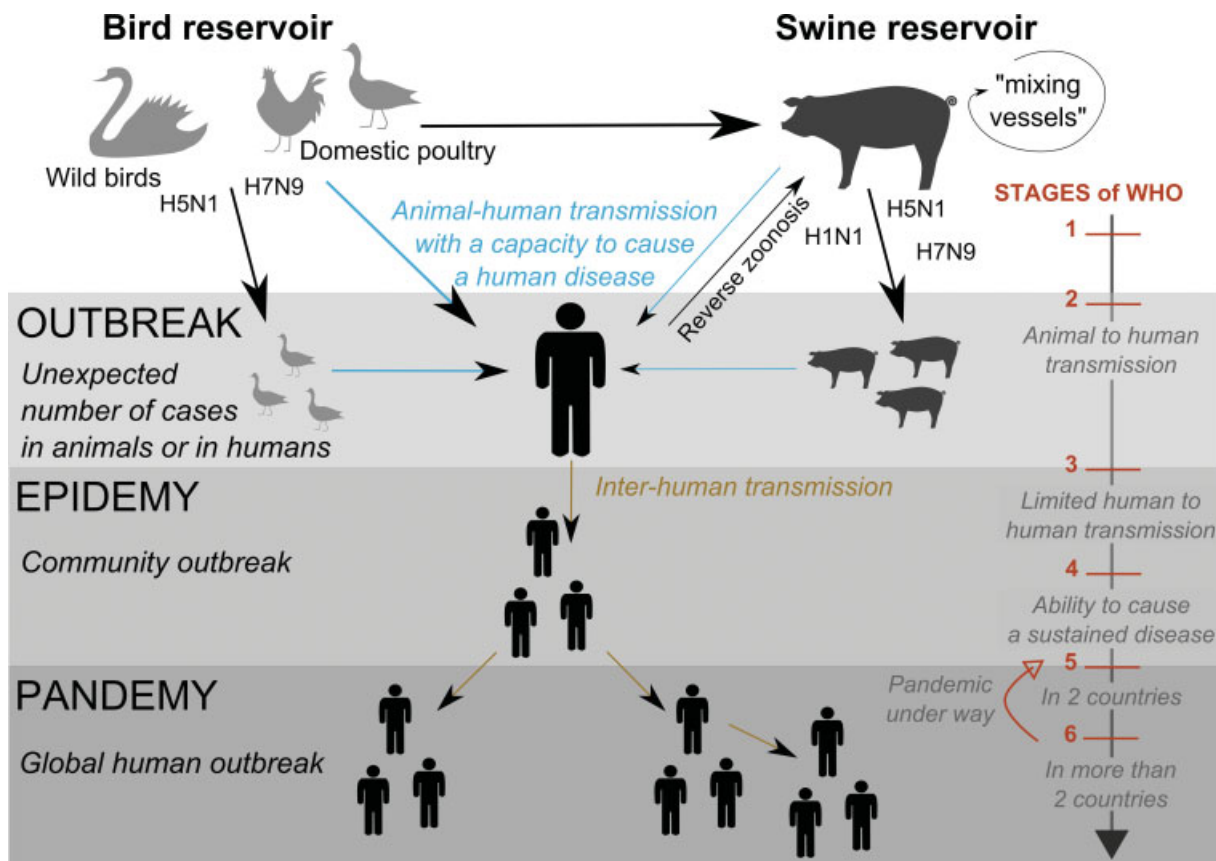 Bird reservoir
Swine reservoir
"mixing
vessels"
Wild birds
Domestic poultry
H5N1
H7N9
Animal-human transmission
with a capacity to cause
a human disease
Reverse zoonosis
H1N1
H5N1
H7N9
STAGES of WHO
1
2
OUTBREAK
Unexpected
number of cases
in animals or in humans
Animal to human
transmission
3
EPIDEMY
Community outbreak
Inter-human transmission
Limited human to
human transmission
4
Ability to cause
a sustained disease
5
PANDEMY
Global human outbreak
Pandemic
under way
In 2 countries
6
In more than
2 countries